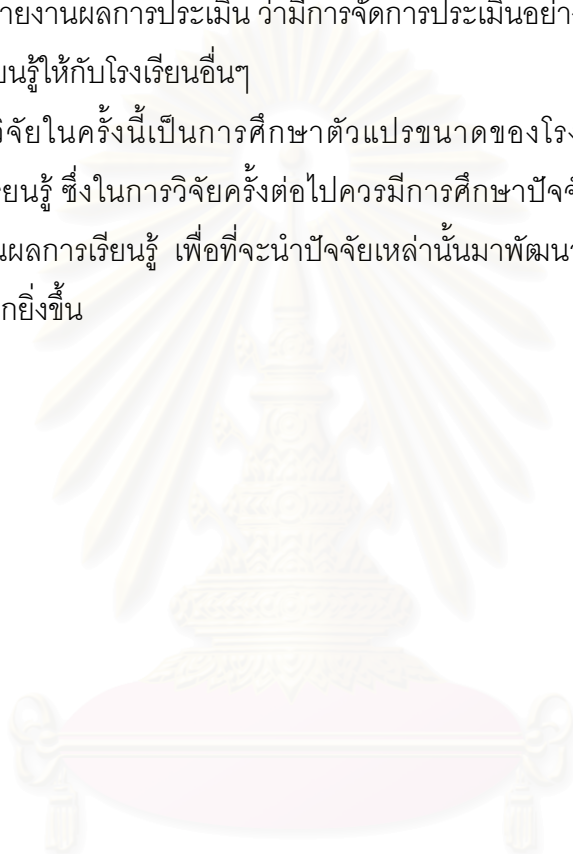 ายงานผลการประเมิน ว่ามีการจัดการประเมินอย่าง
ยนรู้ให้กับโรงเรียนอื่นๆ
วิจัยในครั้งนี้เป็นการศึกษาตัวแปรขนาดของโรง
รียนรู้ ซึ่งในการวิจัยครั้งต่อไปควรมีการศึกษาปัจจั
นผลการเรียนรู้ เพื่อที่จะนำปัจจัยเหล่านั้นมาพัฒนา
กยิ่งขึ้น